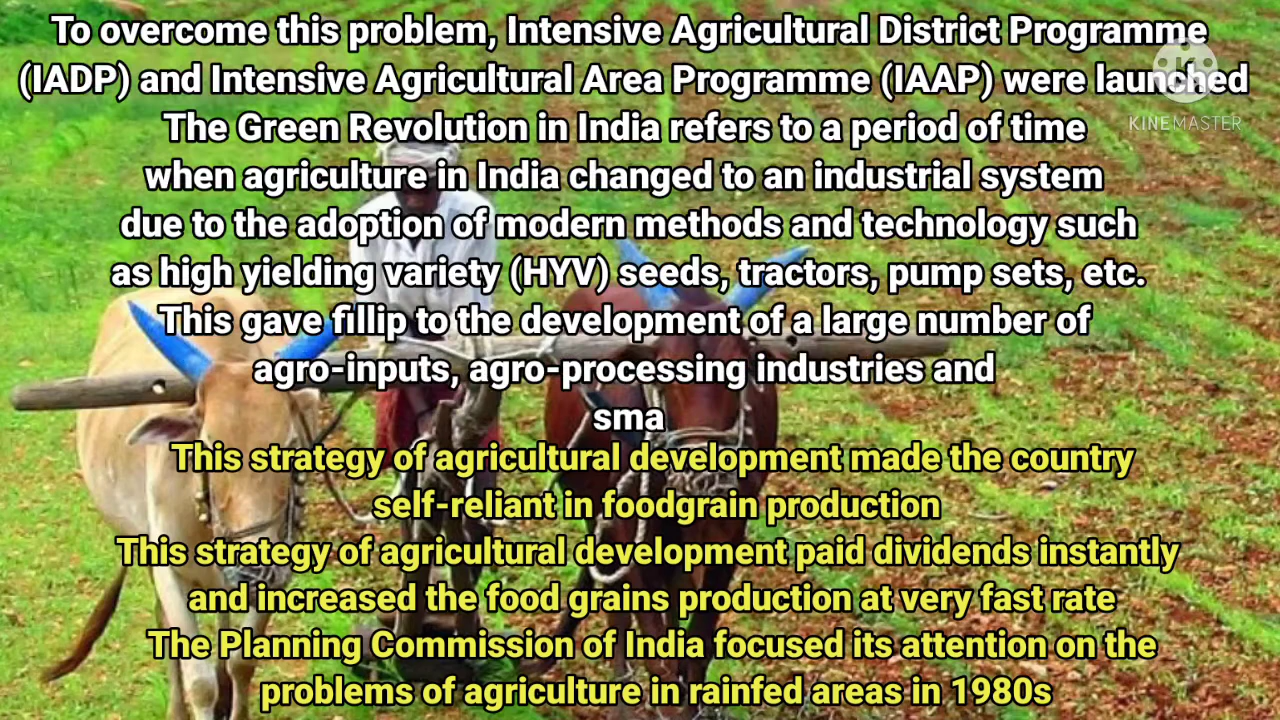 To overcome this problem, Intensive Agricultural District Programme
(IADP) and Intensive Agricultural Area Programme (IAAP) were launched
KINEMASTER
The Green Revolution in India refers to a period of time
when agriculture in India changed to an industrial system
due to the adoption of modern methods and technology such
as high yielding variety (HYV) seeds, tractors, pump sets, etc.
This gave fillip to the development of a large number of
agro-inputs, agro-processing industries and
sma
This strategy of agricultural development made the country
self-reliant in foodgrain production
This strategy of agricultural development paid dividends instantly
and increased the food grains production at very fast rate
The Planning Commission of India focused its attention on the
problems of agriculture in rainfed areas in 1980s